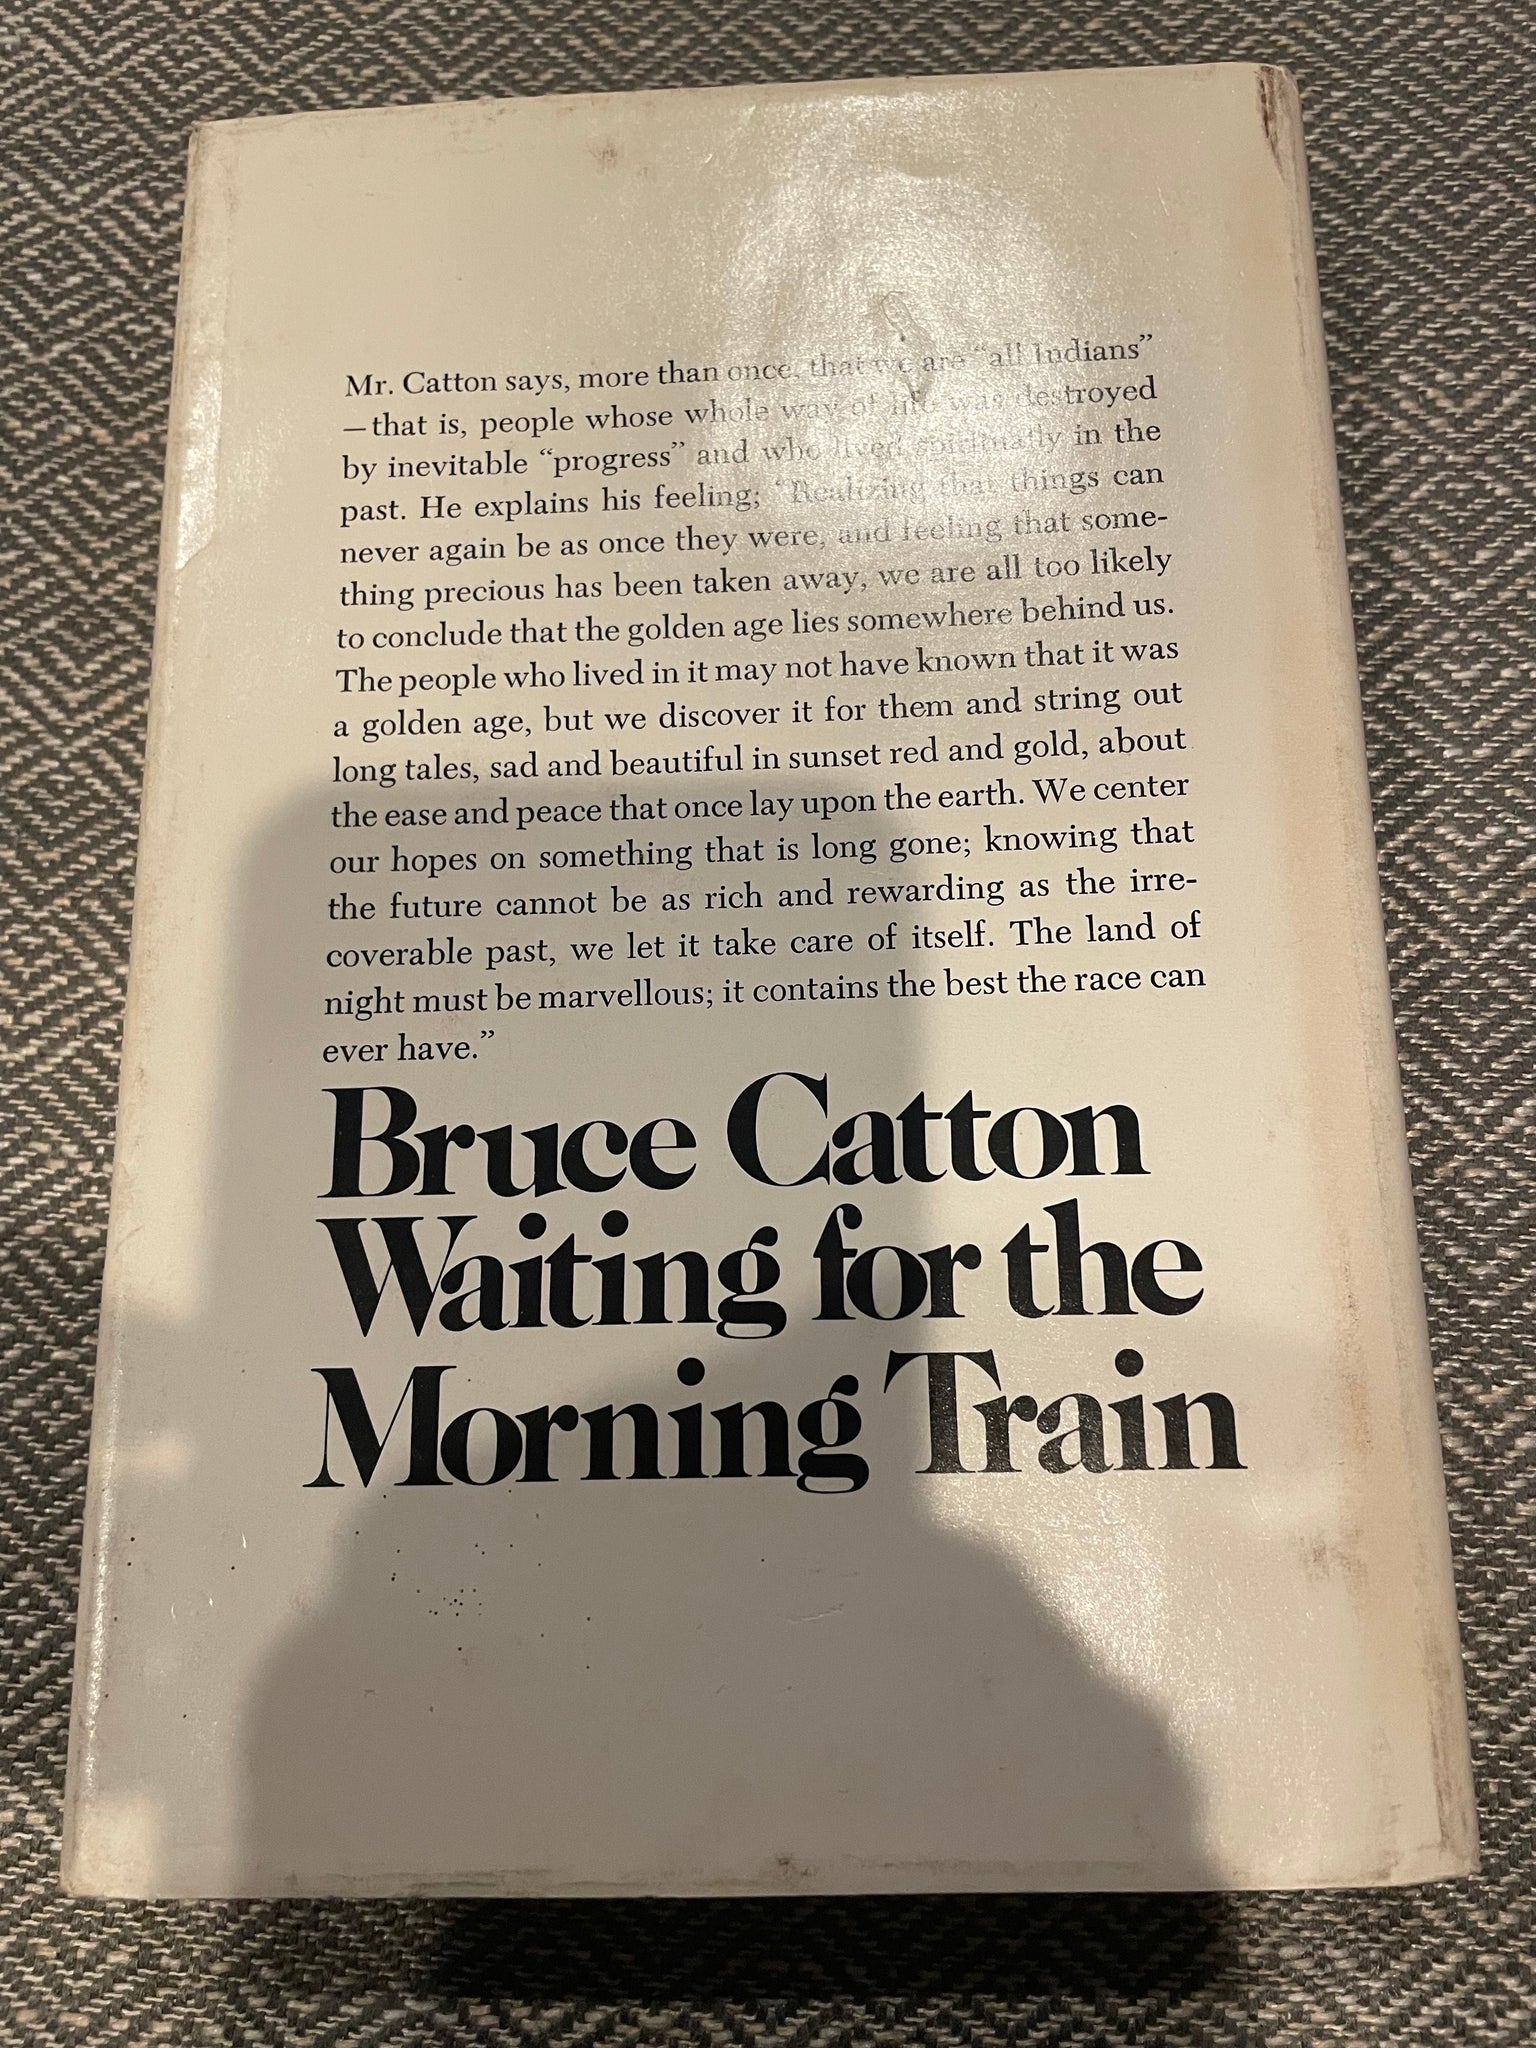 Mr. Catton says, more than once, that we are "all Indians"
—that is, people whose whole way of life was destroyed
by inevitable "progress" and who lived spiritually in the
past. He explains his feeling; "Realizing that things can
never again be as once they were, and feeling that some-
thing precious has been taken away, we are all too likely
to conclude that the golden age lies somewhere behind us.
The people who lived in it may not have known that it was
a golden age, but we discover it for them and string out
long tales, sad and beautiful in sunset red and gold, about
the ease and peace that once lay upon the earth. We center
our hopes on something that is long gone; knowing that
the future cannot be as rich and rewarding as the irre-
coverable past, we let it take care of itself. The land of
night must be marvellous; it contains the best the race can
ever have."
Bruce Catton
Waiting for the
Morning Train